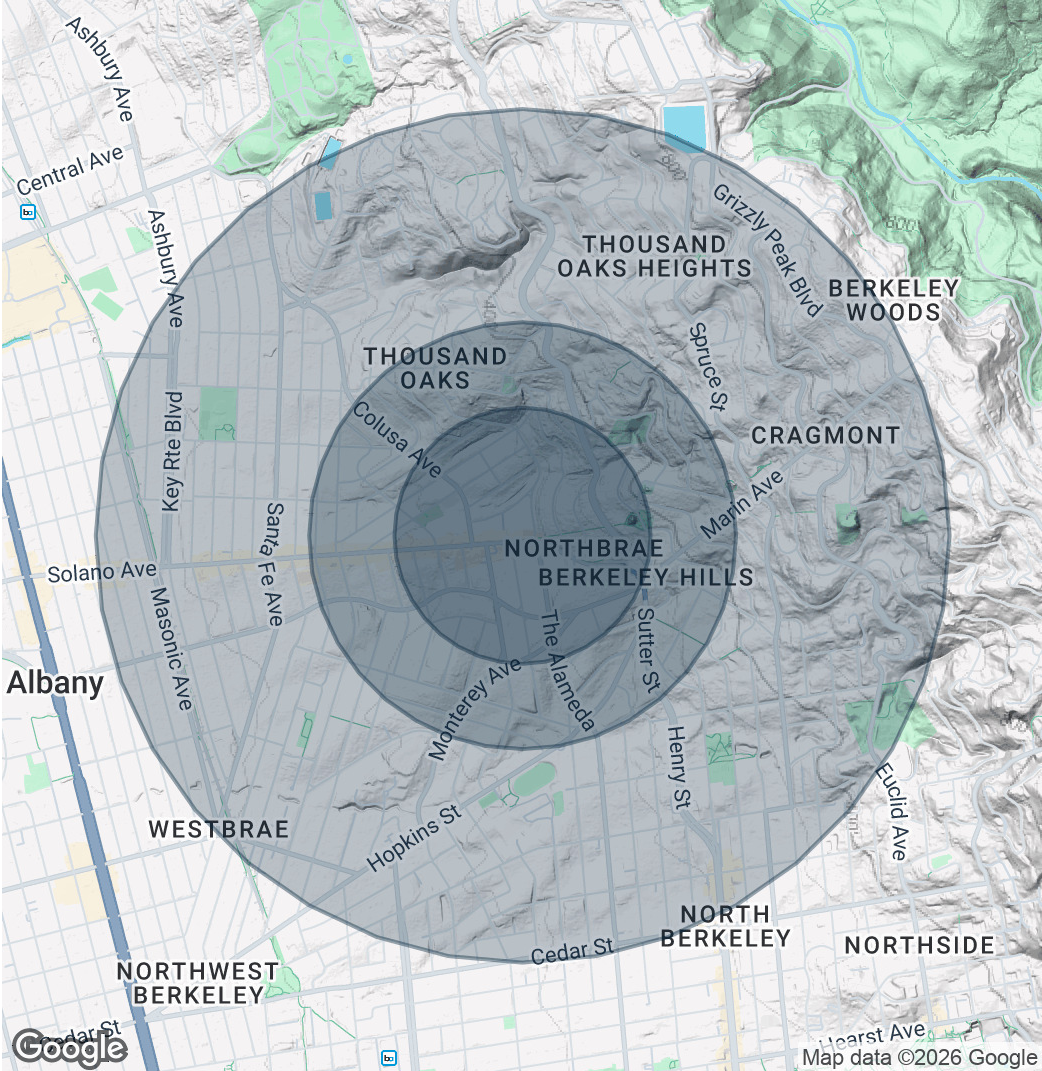 Ashbury Ave
Central Ave
Ashbury Ave
Grizzly Peak Blvd
THOUSAND
OAKS HEIGHTS
BERKELEY
WOODS
THOUSAND
OAKS
Spruce St
Colusa Ave
Key Rte Blvd
CRAGMONT
Marin Ave
Santa Fe Ave
NORTHBRAE
Solano Ave
BERKELEY HILLS
Masonic Ave
The Alameda
Sutter St
Albany
Monterey Ave
Henry St
Euclid Ave
WESTBRAE
Hopkins St
NORTH
BERKELEY
Cedar St
NORTHSIDE
NORTHWEST
BERKELEY
Cedar St
Hearst Ave
Google
Map data ©2026 Google